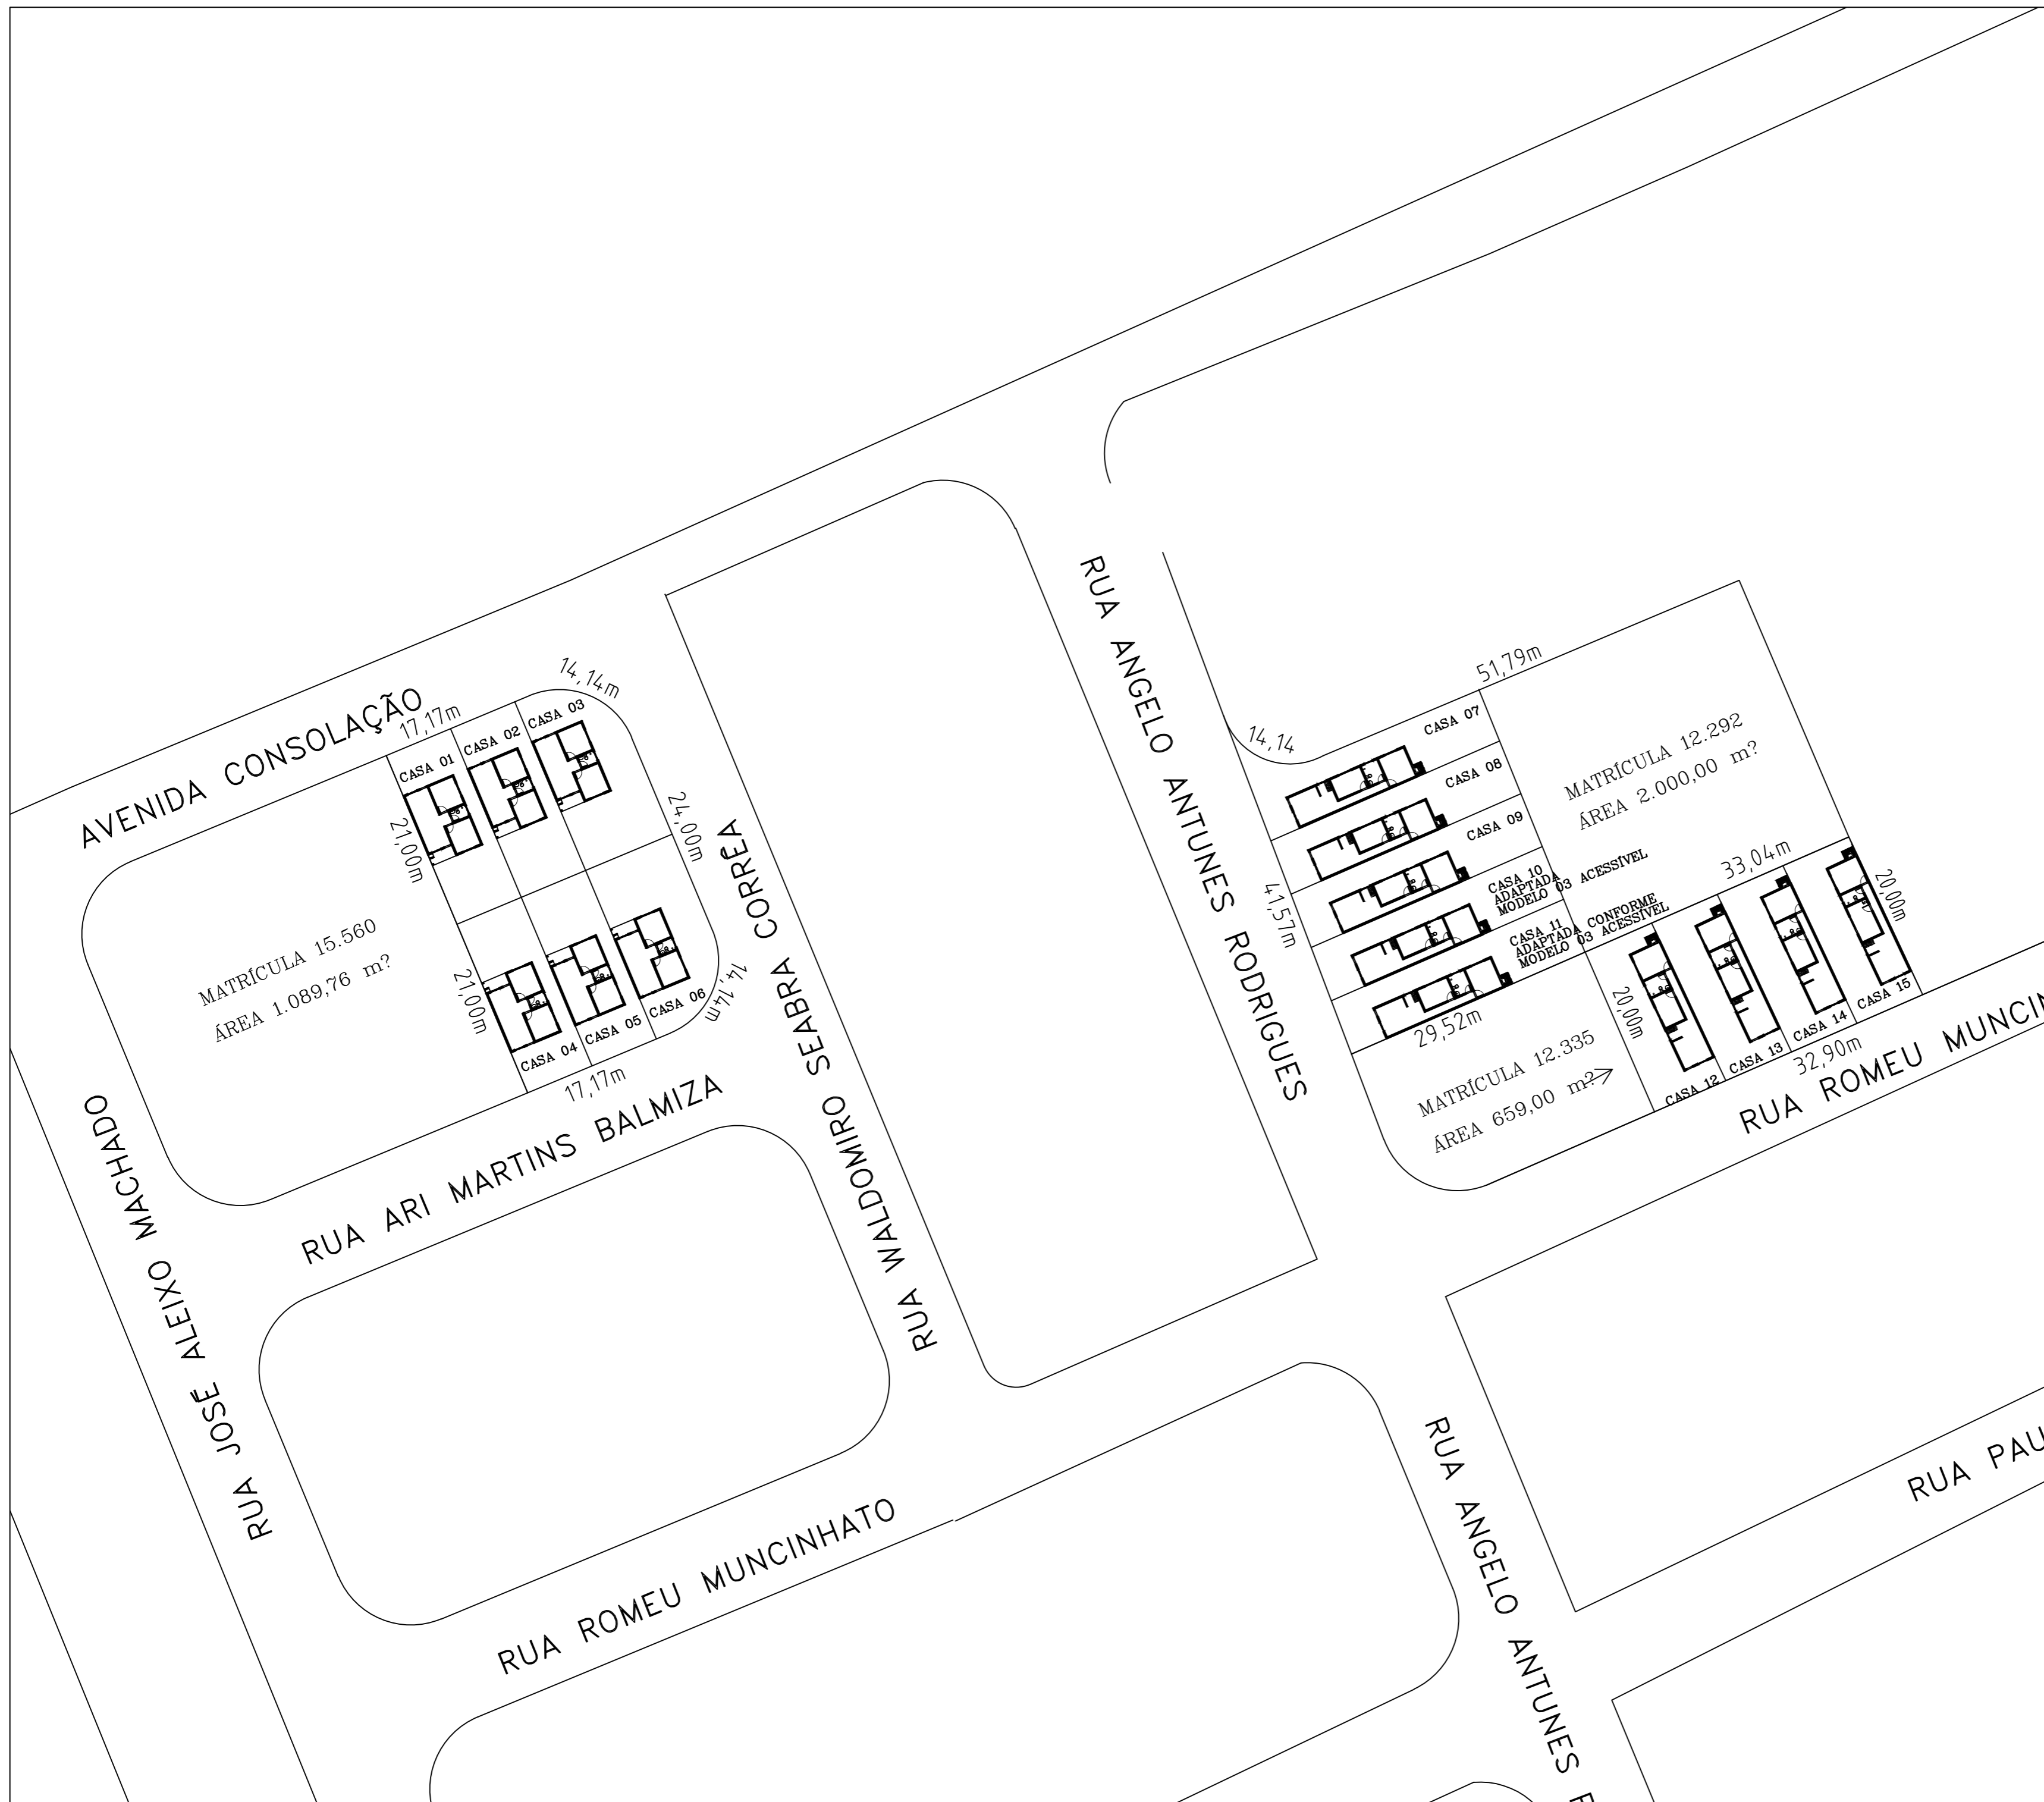 AVENIDA CONSOLAÇÃO
17,17m
14,14m
CASA 01
CASA 02
CASA 03
21,00m
24,00m
MATRÍCULA 15.560
ÁREA 1.089,76 m?
21,00m
14,14m
CASA 04
CASA 05
CASA 06
17,17m
RUA ARI MARTINS BALMIZA
RUA JOSÉ ALEIXO MACHADO
RUA WALDOMIRO SEABRA CORRÊA
RUA ROMEU MUNCINHATO
RUA ANGELO ANTUNES RODRIGUES
14,14
51,79m
CASA 07
CASA 08
CASA 09
CASA 10
ADAPTADA
MODELO 03 ACESSÍVEL
CASA 11
ADAPTADA CONFORME
MODELO 03 ACESSÍVEL
41,57m
29,52m
MATRÍCULA 12.292
ÁREA 2.000,00 m?
33,04m
20,00m
20,00m
MATRÍCULA 12.335
ÁREA 659,00 m?
CASA 12
CASA 13
CASA 14
CASA 15
32,90m
RUA ROMEU MUNCIN
RUA PAU
RUA ANGELO ANTUNES